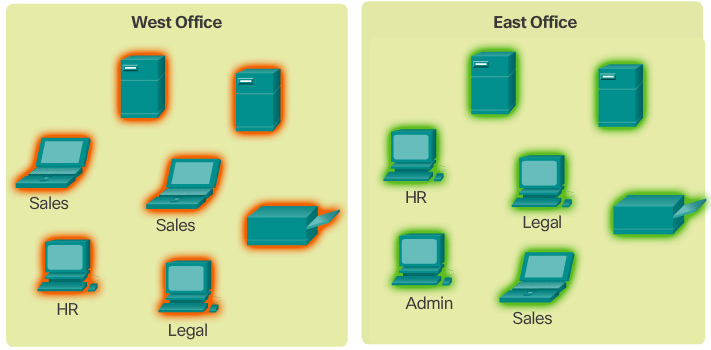 West Office
Sales
Sales
HR
Legal
East Office
HR
Legal
Admin
Sales